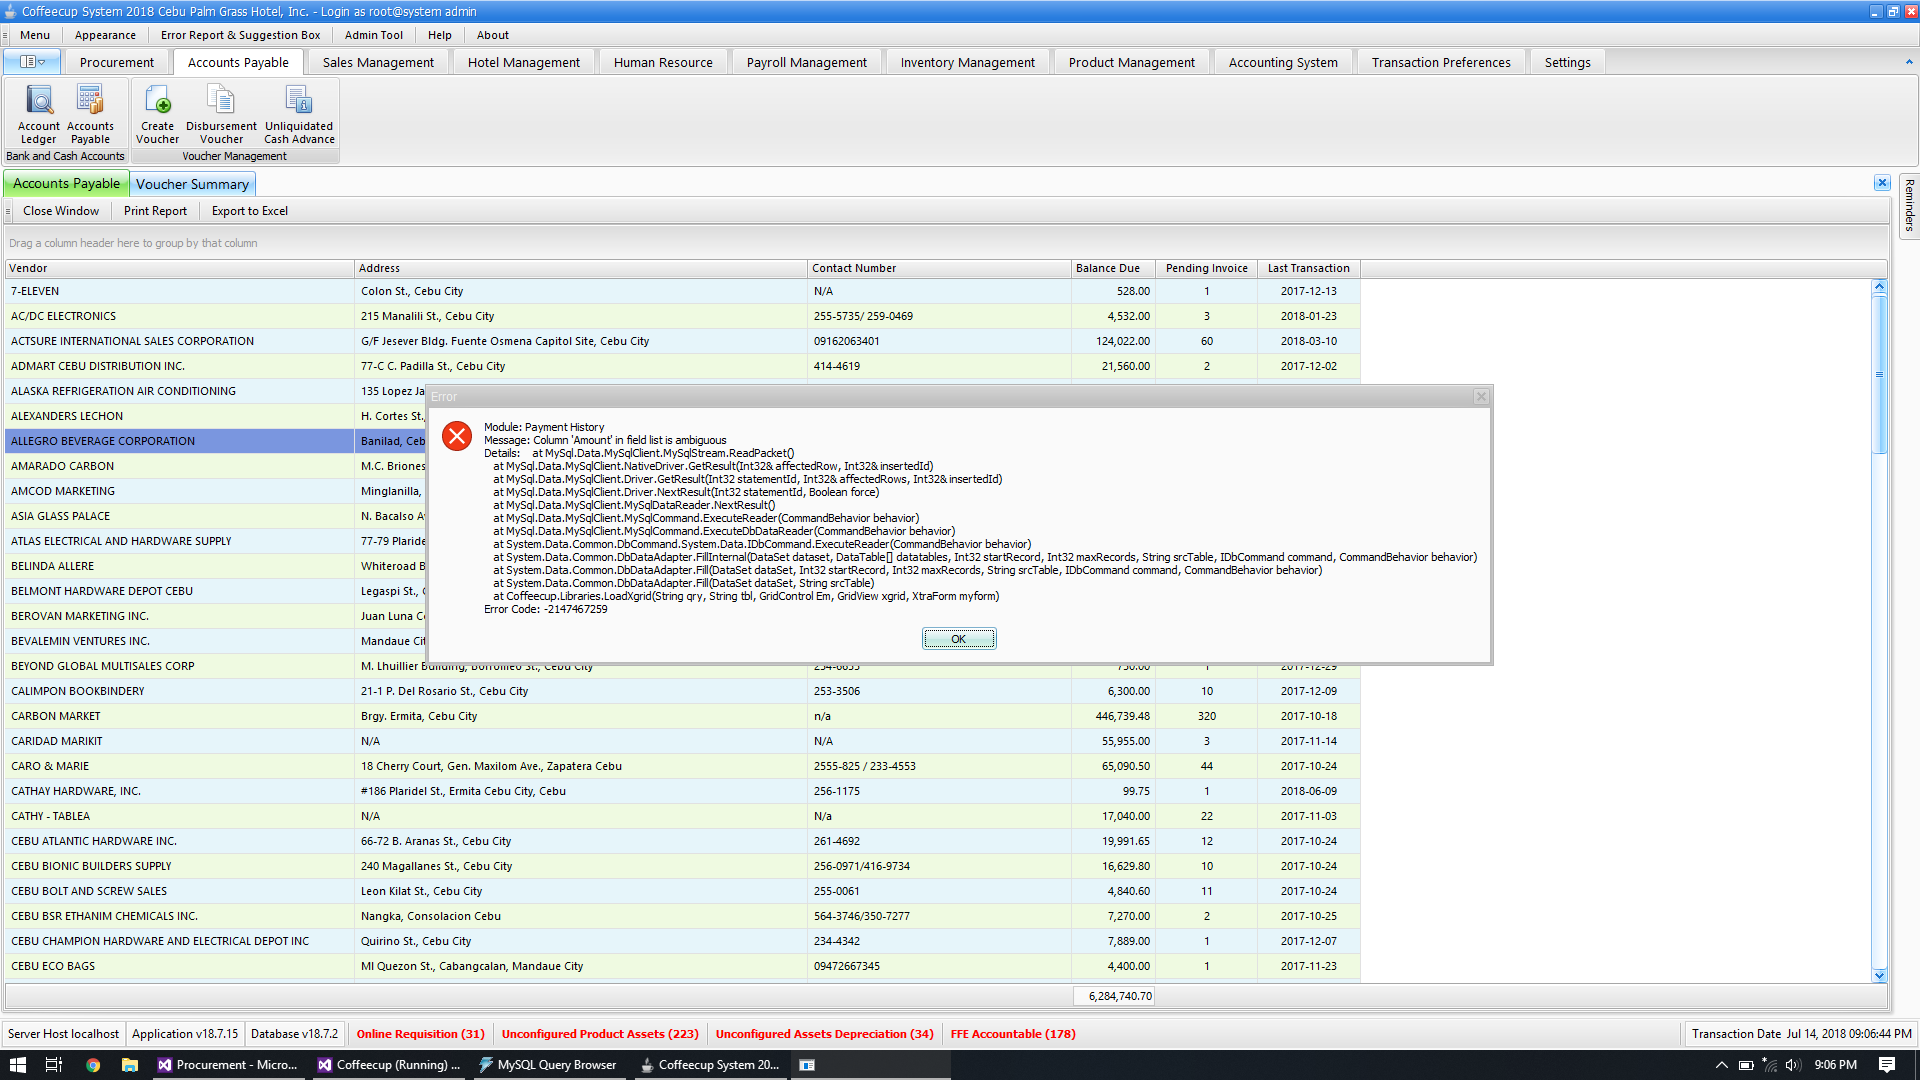 Coffeecup System 2018 Cebu Palm Grass Hotel, Inc. - Login as root@system admin
Menu Appearance Error Report & Suggestion Box Admin Tool Help About
Procurement Accounts Payable Sales Management Hotel Management Human Resource Payroll Management Inventory Management Product Management Accounting System Transaction Preferences Settings
Account Ledger Accounts Payable Create Voucher Disbursement Voucher Unliquidated Cash Advance
Bank and Cash Accounts Voucher Management
Accounts Payable Voucher Summary
Reminders
Close Window Print Report Export to Excel
Drag a column header here to group by that column
Vendor Address Contact Number Balance Due Pending Invoice Last Transaction
7-ELEVEN Colon St., Cebu City N/A 528.00 1 2017-12-13
AC/DC ELECTRONICS 215 Manalili St., Cebu City 255-5735/ 259-0469 4,532.00 3 2018-01-23
ACTSURE INTERNATIONAL SALES CORPORATION G/F Jesever Bldg. Fuente Osmena Capitol Site, Cebu City 09162063401 124,022.00 60 2018-03-10
ADMART CEBU DISTRIBUTION INC. 77-C C. Padilla St., Cebu City 414-4619 21,560.00 2 2017-12-02
ALASKA REFRIGERATION AIR CONDITIONING 135 Lopez Ja
ALEXANDERS LECHON H. Cortes St.,
ALLEGRO BEVERAGE CORPORATION Banilad, Ceb
AMARADO CARBON M.C. Briones
AMCOD MARKETING Minglanilla,
ASIA GLASS PALACE N. Bacalso Av
ATLAS ELECTRICAL AND HARDWARE SUPPLY 77-79 Plaride
BELINDA ALLERE Whiteroad B
BELMONT HARDWARE DEPOT CEBU Legaspi St., C
BEROVAN MARKETING INC. Juan Luna Co
BEVALEMIN VENTURES INC. Mandaue Cit
Error
Module: Payment History
Message: Column 'Amount' in field list is ambiguous
Details: at MySql.Data.MySqlClient.MySqlStream.ReadPacket()
at MySql.Data.MySqlClient.NativeDriver.GetResult(Int32& affectedRow, Int32& insertedId)
at MySql.Data.MySqlClient.Driver.GetResult(Int32 statementId, Int32& affectedRows, Int32& insertedId)
at MySql.Data.MySqlClient.Driver.NextResult(Int32 statementId, Boolean force)
at MySql.Data.MySqlClient.MySqlDataReader.NextResult()
at MySql.Data.MySqlClient.MySqlCommand.ExecuteReader(CommandBehavior behavior)
at MySql.Data.MySqlClient.MySqlCommand.ExecuteDbDataReader(CommandBehavior behavior)
at System.Data.Common.DbCommand.System.Data.IDbCommand.ExecuteReader(CommandBehavior behavior)
at System.Data.Common.DbDataAdapter.FillInternal(DataSet dataset, DataTable[] datatables, Int32 startRecord, Int32 maxRecords, String srcTable, IDbCommand command, CommandBehavior behavior)
at System.Data.Common.DbDataAdapter.Fill(DataSet dataSet, Int32 startRecord, Int32 maxRecords, String srcTable, IDbCommand command, CommandBehavior behavior)
at System.Data.Common.DbDataAdapter.Fill(DataSet dataSet, String srcTable)
at Coffeecup.Libraries.LoadXgrid(String qry, String tbl, GridControl Em, GridView xgrid, XtraForm myform)
Error Code: -2147467259
OK
BEYOND GLOBAL MULTISALES CORP M. Lhuillier Building, Borromeo St., Cebu City 254-6855 750.00 1 2017-12-29
CALIMPON BOOKBINDERY 21-1 P. Del Rosario St., Cebu City 253-3506 6,300.00 10 2017-12-09
CARBON MARKET Brgy. Ermita, Cebu City n/a 446,739.48 320 2017-10-18
CARIDAD MARIKIT N/A N/A 55,955.00 3 2017-11-14
CARO & MARIE 18 Cherry Court, Gen. Maxilom Ave., Zapatera Cebu 2555-825 / 233-4553 65,090.50 44 2017-10-24
CATHAY HARDWARE, INC. #186 Plaridel St., Ermita Cebu City, Cebu 256-1175 99.75 1 2018-06-09
CATHY - TABLEA N/A N/a 17,040.00 22 2017-11-03
CEBU ATLANTIC HARDWARE INC. 66-72 B. Aranas St., Cebu City 261-4692 19,991.65 12 2017-10-24
CEBU BIONIC BUILDERS SUPPLY 240 Magallanes St., Cebu City 256-0971/416-9734 16,629.80 10 2017-10-24
CEBU BOLT AND SCREW SALES Leon Kilat St., Cebu City 255-0061 4,840.60 11 2017-10-24
CEBU BSR ETHANIM CHEMICALS INC. Nangka, Consolacion Cebu 564-3746/350-7277 7,270.00 2 2017-10-25
CEBU CHAMPION HARDWARE AND ELECTRICAL DEPOT INC Quirino St., Cebu City 234-4342 7,889.00 1 2017-12-07
CEBU ECO BAGS Ml Quezon St., Cabangcalan, Mandaue City 09472667345 4,400.00 1 2017-11-23
6,284,740.70
Server Host localhost Application v18.7.15 Database v18.7.2 Online Requisition (31) Unconfigured Product Assets (223) Unconfigured Assets Depreciation (34) FFE Accountable (178) Transaction Date Jul 14, 2018 09:06:44 PM
Procurement - Micro... Coffeecup (Running) ... MySQL Query Browser Coffeecup System 20... 9:06 PM